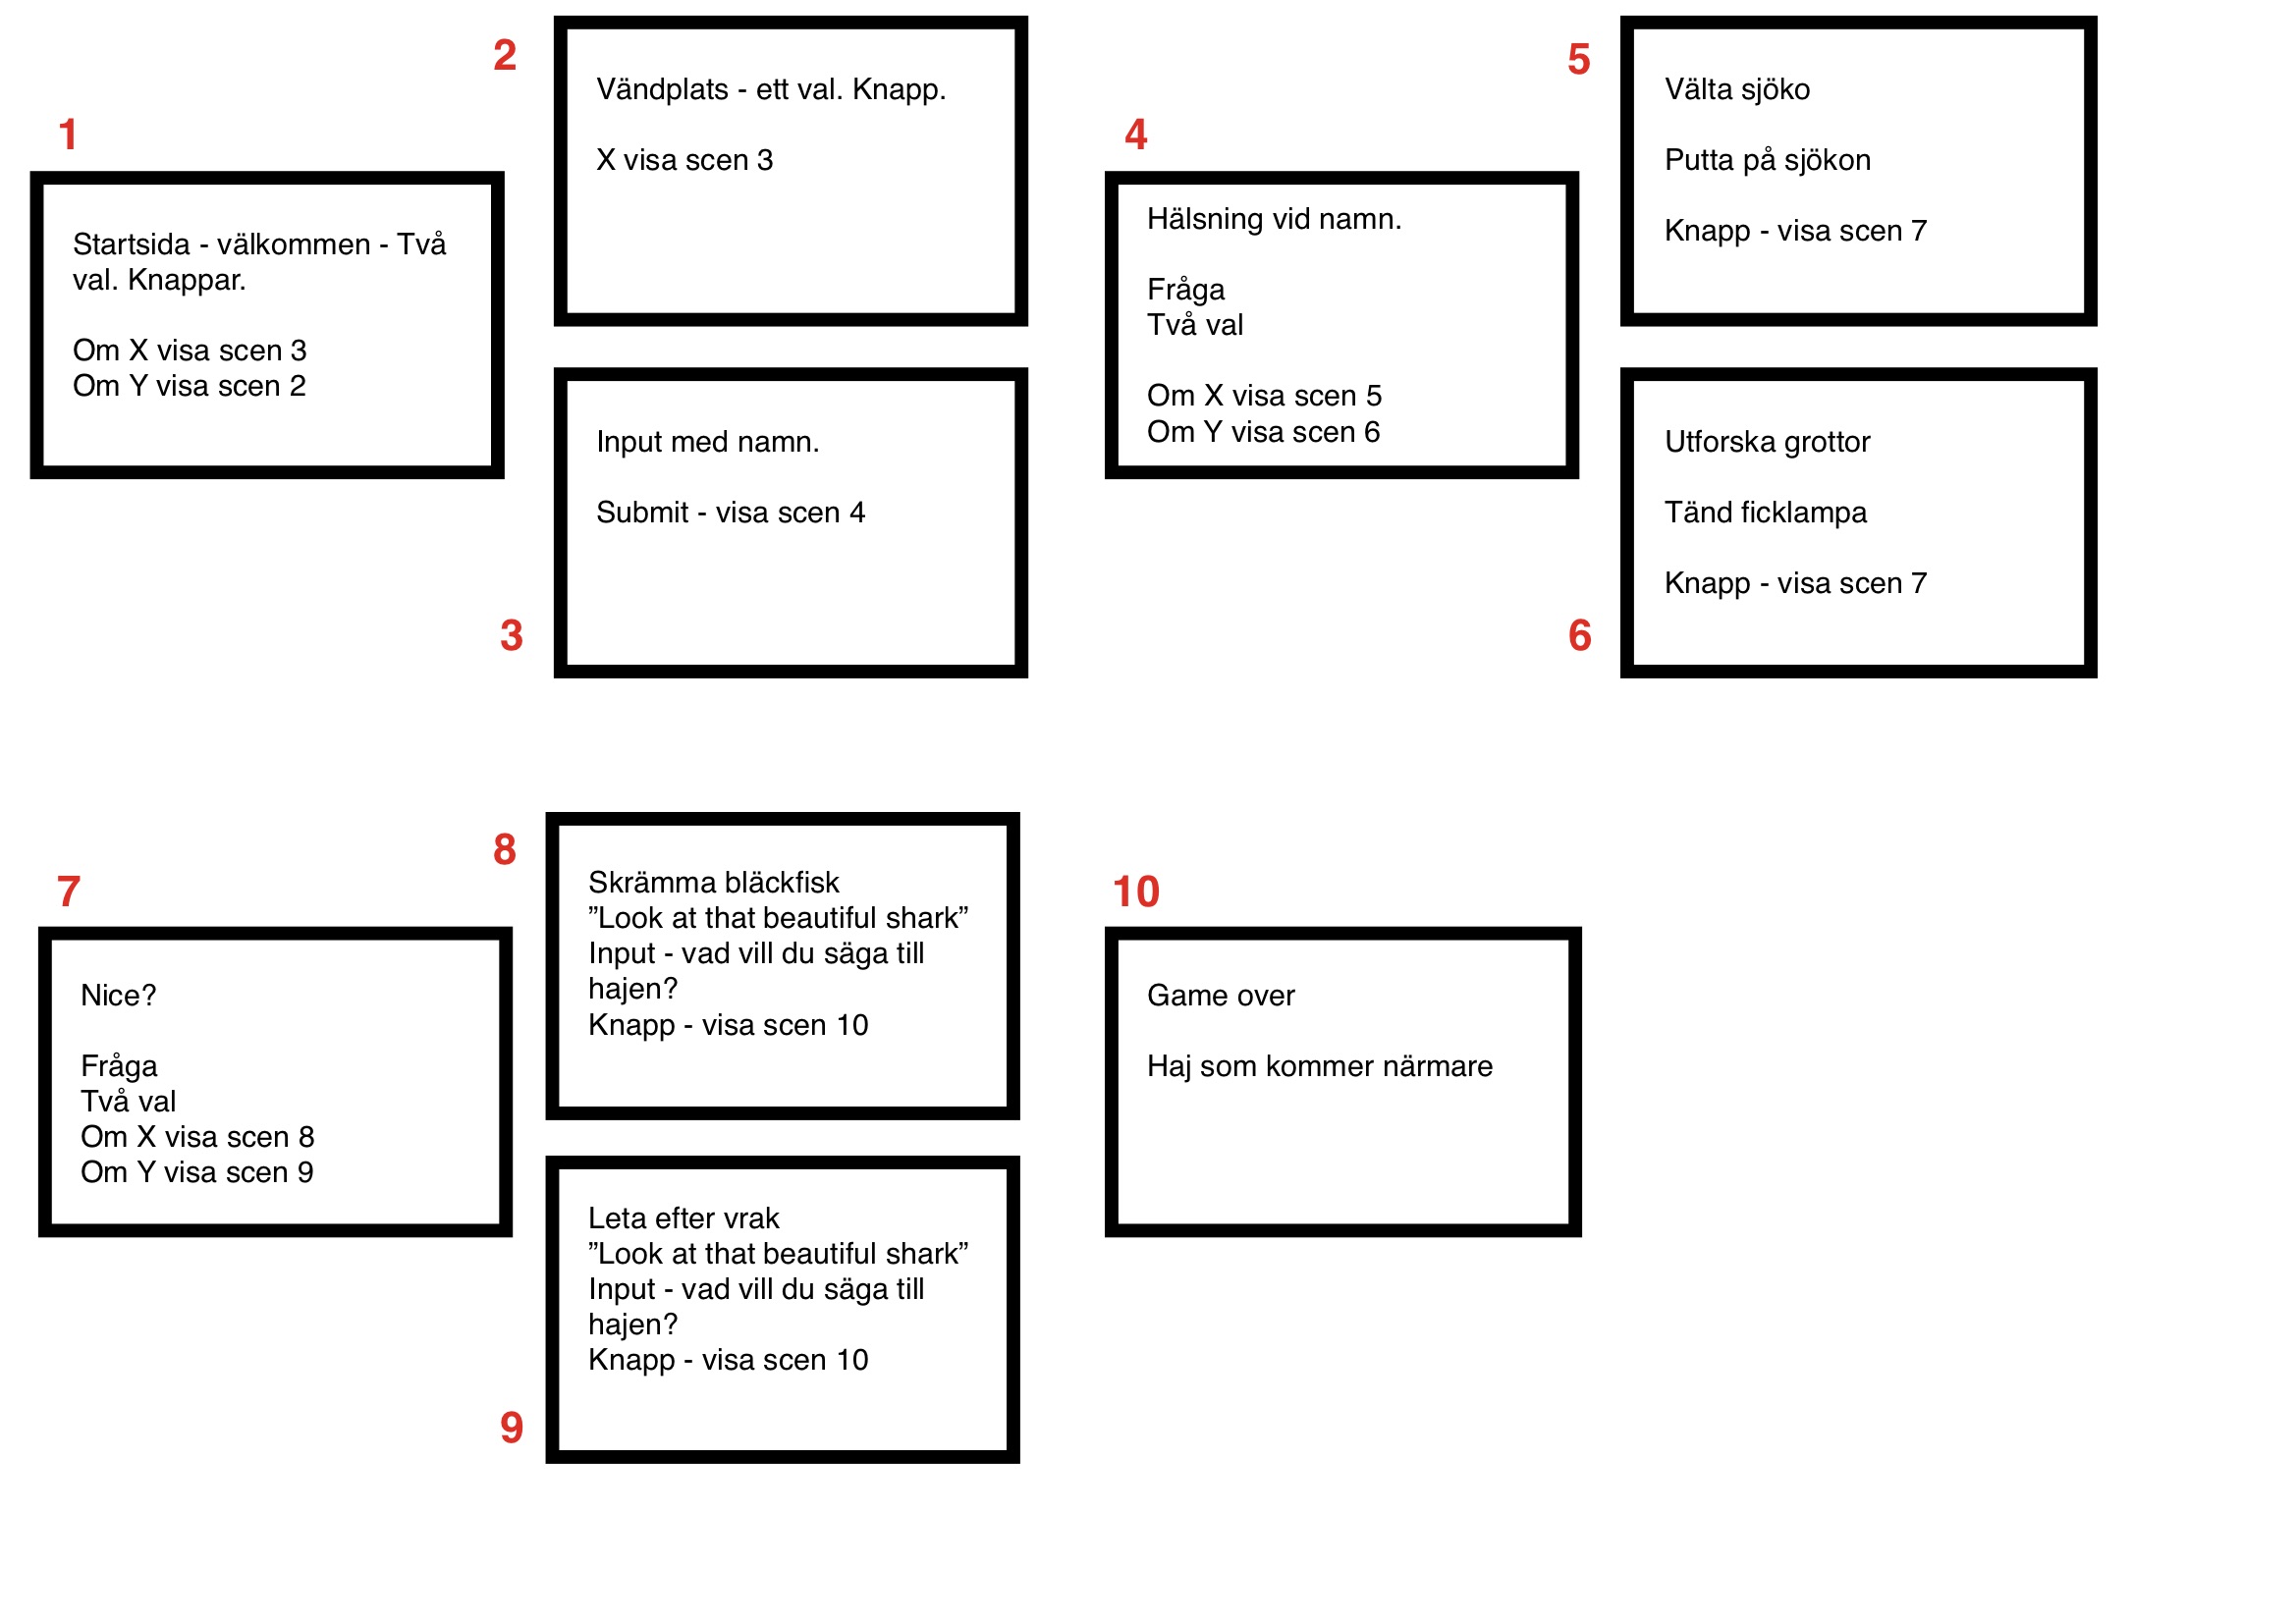 1
Startsida - välkommen - Två
val. Knappar.
Om X visa scen 3
Om Y visa scen 2
2
Vändplats - ett val. Knapp.
X visa scen 3
3
Input med namn.
Submit - visa scen 4
4
Hälsning vid namn.
Fråga
Två val
Om X visa scen 5
Om Y visa scen 6
5
Välta sjöko
Putta på sjökon
Knapp - visa scen 7
6
Utforska grottor
Tänd ficklampa
Knapp - visa scen 7
7
Nice?
Fråga
Två val
Om X visa scen 8
Om Y visa scen 9
8
Skrämma bläckfisk
”Look at that beautiful shark”
Input - vad vill du säga till
hajen?
Knapp - visa scen 10
9
Leta efter vrak
”Look at that beautiful shark”
Input - vad vill du säga till
hajen?
Knapp - visa scen 10
10
Game over
Haj som kommer närmare